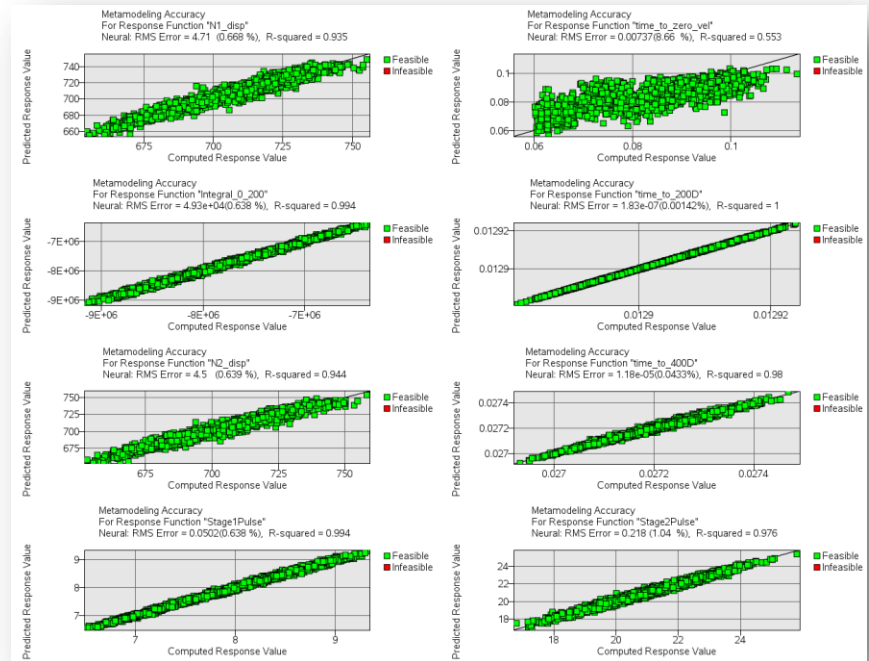 Metamodeling Accuracy
For Response Function "N1_disp"
Neural: RMS Error = 4.71 (0.668 %), R-squared = 0.935
Predicted Response Value
740
720
700
680
660
675
700
725
750
Computed Response Value
Feasible
Infeasible
Metamodeling Accuracy
For Response Function "time_to_zero_vel"
Neural: RMS Error = 0.00737(8.66 %), R-squared = 0.553
Predicted Response Value
0.1
0.08
0.06
0.06
0.08
0.1
Computed Response Value
Feasible
Infeasible
Metamodeling Accuracy
For Response Function "Integral_0_200"
Neural: RMS Error = 4.93e+04(0.638 %), R-squared = 0.994
Predicted Response Value
-7E+06
-8E+06
-9E+06
-9E+06
-8E+06
-7E+06
Computed Response Value
Feasible
Infeasible
Metamodeling Accuracy
For Response Function "time_to_200D"
Neural: RMS Error = 1.83e-07(0.00142%), R-squared = 1
Predicted Response Value
0.01292
0.0129
0.0129
0.01292
Computed Response Value
Feasible
Infeasible
Metamodeling Accuracy
For Response Function "N2_disp"
Neural: RMS Error = 4.5 (0.639 %), R-squared = 0.944
Predicted Response Value
750
725
700
675
675
700
725
750
Computed Response Value
Feasible
Infeasible
Metamodeling Accuracy
For Response Function "time_to_400D"
Neural: RMS Error = 1.18e-05(0.0433%), R-squared = 0.98
Predicted Response Value
0.0274
0.0272
0.027
0.027
0.0272
0.0274
Computed Response Value
Feasible
Infeasible
Metamodeling Accuracy
For Response Function "Stage1Pulse"
Neural: RMS Error = 0.0502(0.638 %), R-squared = 0.994
Predicted Response Value
9
8
7
7
8
9
Computed Response Value
Feasible
Infeasible
Metamodeling Accuracy
For Response Function "Stage2Pulse"
Neural: RMS Error = 0.218 (1.04 %), R-squared = 0.976
Predicted Response Value
24
22
20
18
18
20
22
24
Computed Response Value
Feasible
Infeasible